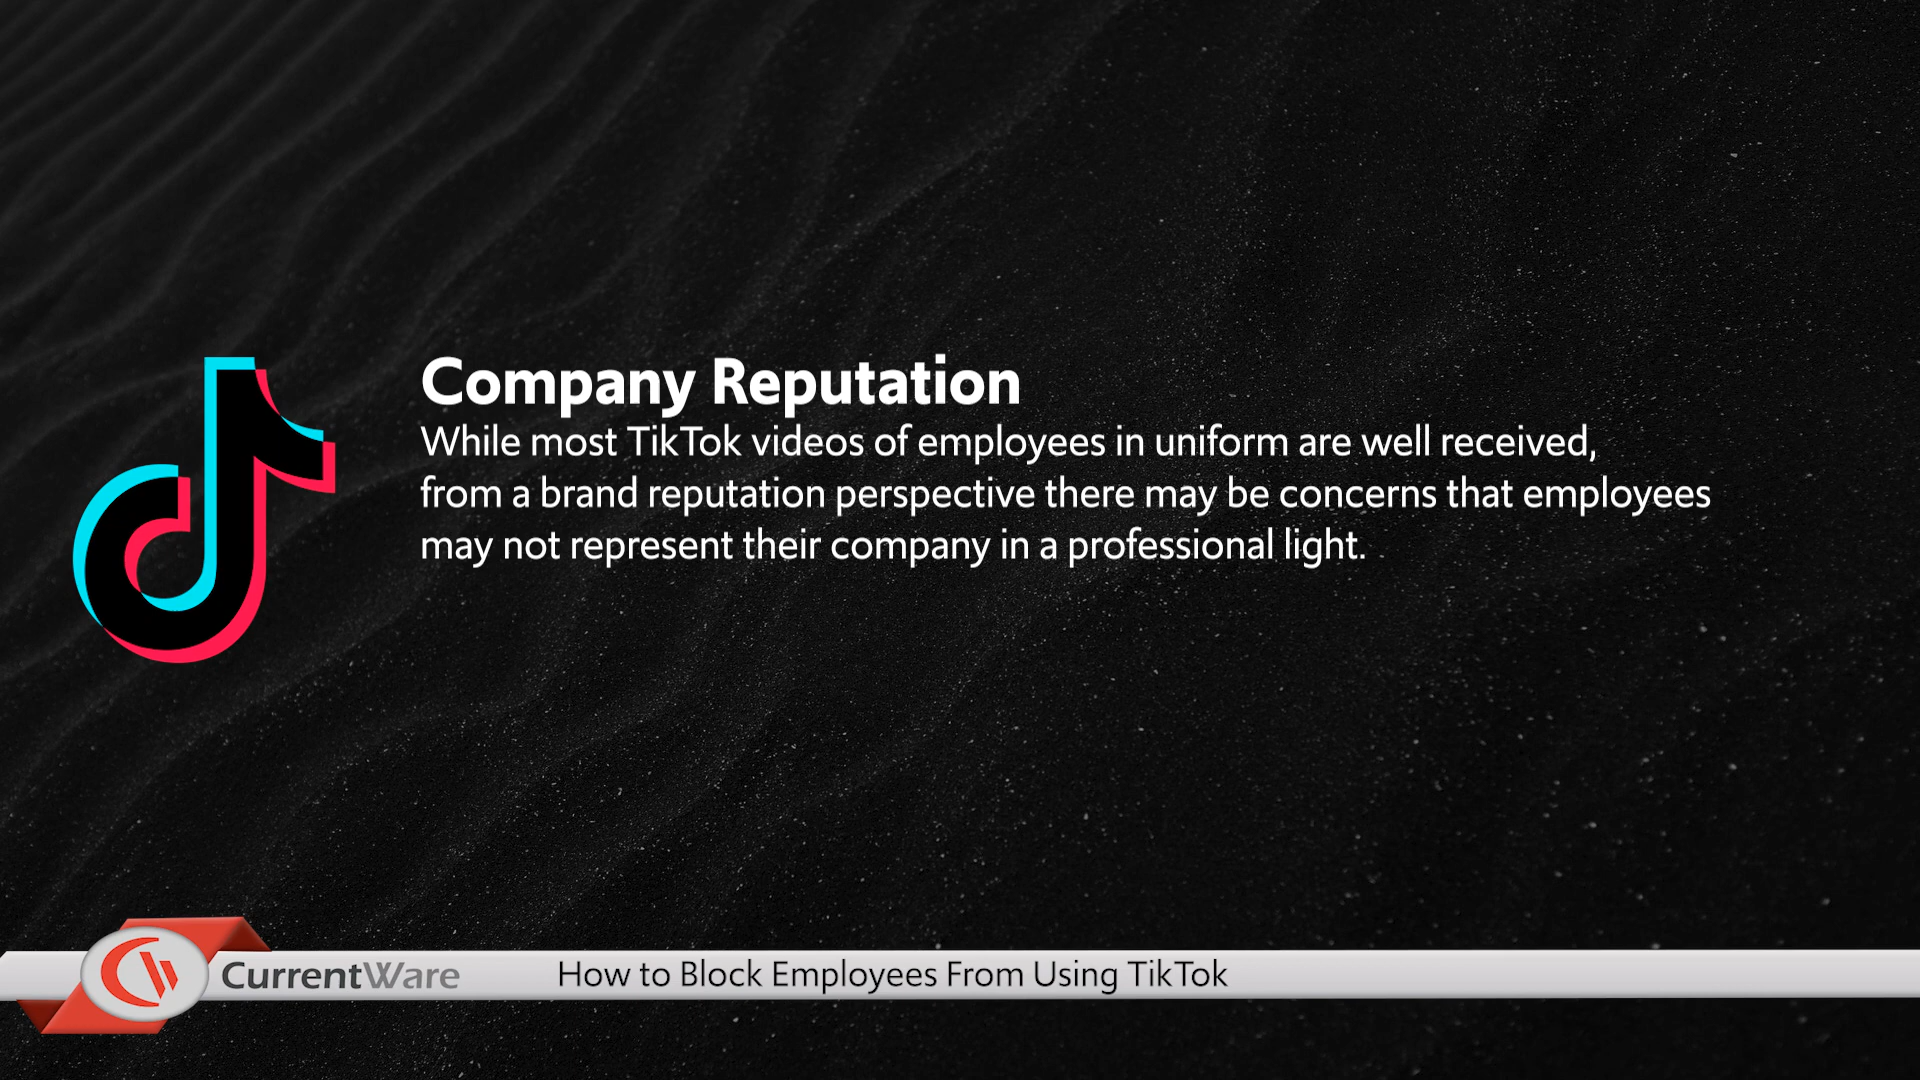 Company Reputation
While most TikTok videos of employees in uniform are well received,
from a brand reputation perspective there may be concerns that employees
may not represent their company in a professional light.
CurrentWare
How to Block Employees From Using TikTok